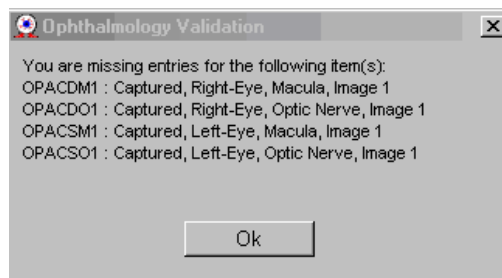 Ophthalmology Validation
You are missing entries for the following item(s):
OPACDM1 : Captured, Right-Eye, Macula, Image 1
OPACDO1 : Captured, Right-Eye, Optic Nerve, Image 1
OPACSM1 : Captured, Left-Eye, Macula, Image 1
OPACSO1 : Captured, Left-Eye, Optic Nerve, Image 1
Ok